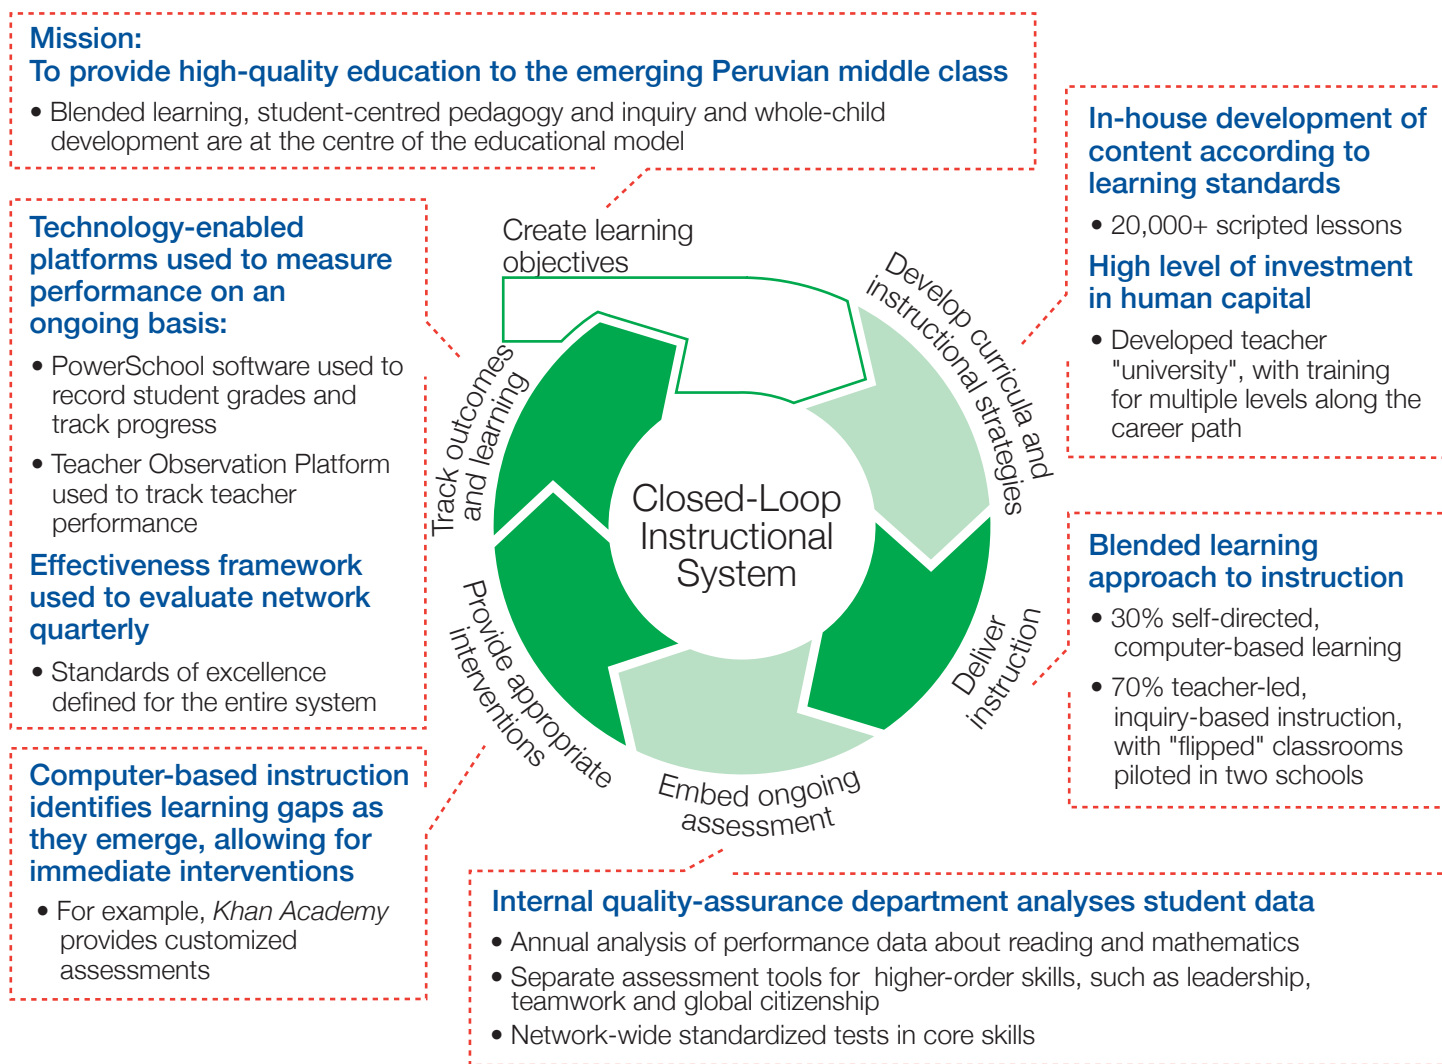 Mission:
To provide high-quality education to the emerging Peruvian middle class
• Blended learning, student-centred pedagogy and inquiry and whole-child
development are at the centre of the educational model
Technology-enabled
platforms used to measure
performance on an
ongoing basis:
• PowerSchool software used to
record student grades and
track progress
• Teacher Observation Platform
used to track teacher
performance
Effectiveness framework
used to evaluate network
quarterly
• Standards of excellence
defined for the entire system
Computer-based instruction
identifies learning gaps as
they emerge, allowing for
immediate interventions
• For example, Khan Academy
provides customized
assessments
Create learning
objectives
Develop curricula and
instructional strategies
Deliver
instruction
Embed ongoing
assessment
Provide appropriate
interventions
Track outcomes
and learning
Closed-Loop
Instructional
System
In-house development of
content according to
learning standards
• 20,000+ scripted lessons
High level of investment
in human capital
• Developed teacher
"university", with training
for multiple levels along the
career path
Blended learning
approach to instruction
• 30% self-directed,
computer-based learning
• 70% teacher-led,
inquiry-based instruction,
with "flipped" classrooms
piloted in two schools
Internal quality-assurance department analyses student data
• Annual analysis of performance data about reading and mathematics
• Separate assessment tools for higher-order skills, such as leadership,
teamwork and global citizenship
• Network-wide standardized tests in core skills